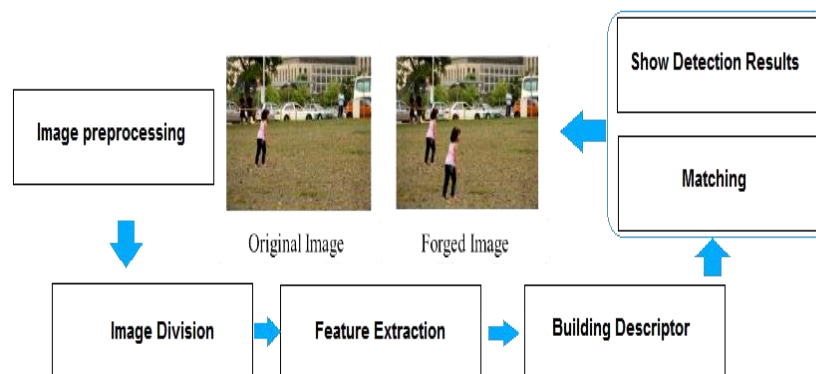 Image preprocessing
Original Image
Forged Image
Show Detection Results
Matching
Image Division
Feature Extraction
Building Descriptor